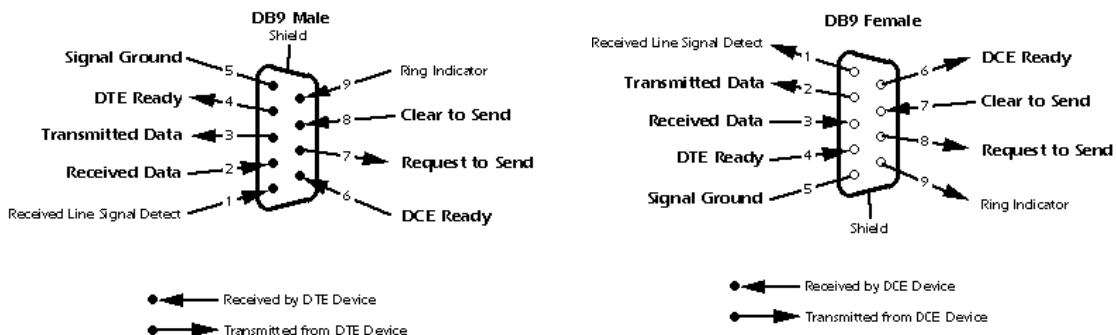 DB9 Male
Shield
Signal Ground
5
9
Ring Indicator
DTE Ready
4
8
Clear to Send
Transmitted Data
3
7
Request to Send
Received Data
2
6
DCE Ready
Received Line Signal Detect
1
Received by DTE Device
Transmitted from DTE Device
DB9 Female
Received Line Signal Detect
1
6
DCE Ready
Transmitted Data
2
7
Clear to Send
Received Data
3
8
Request to Send
DTE Ready
4
9
Ring Indicator
Signal Ground
5
Shield
Received by DCE Device
Transmitted from DCE Device